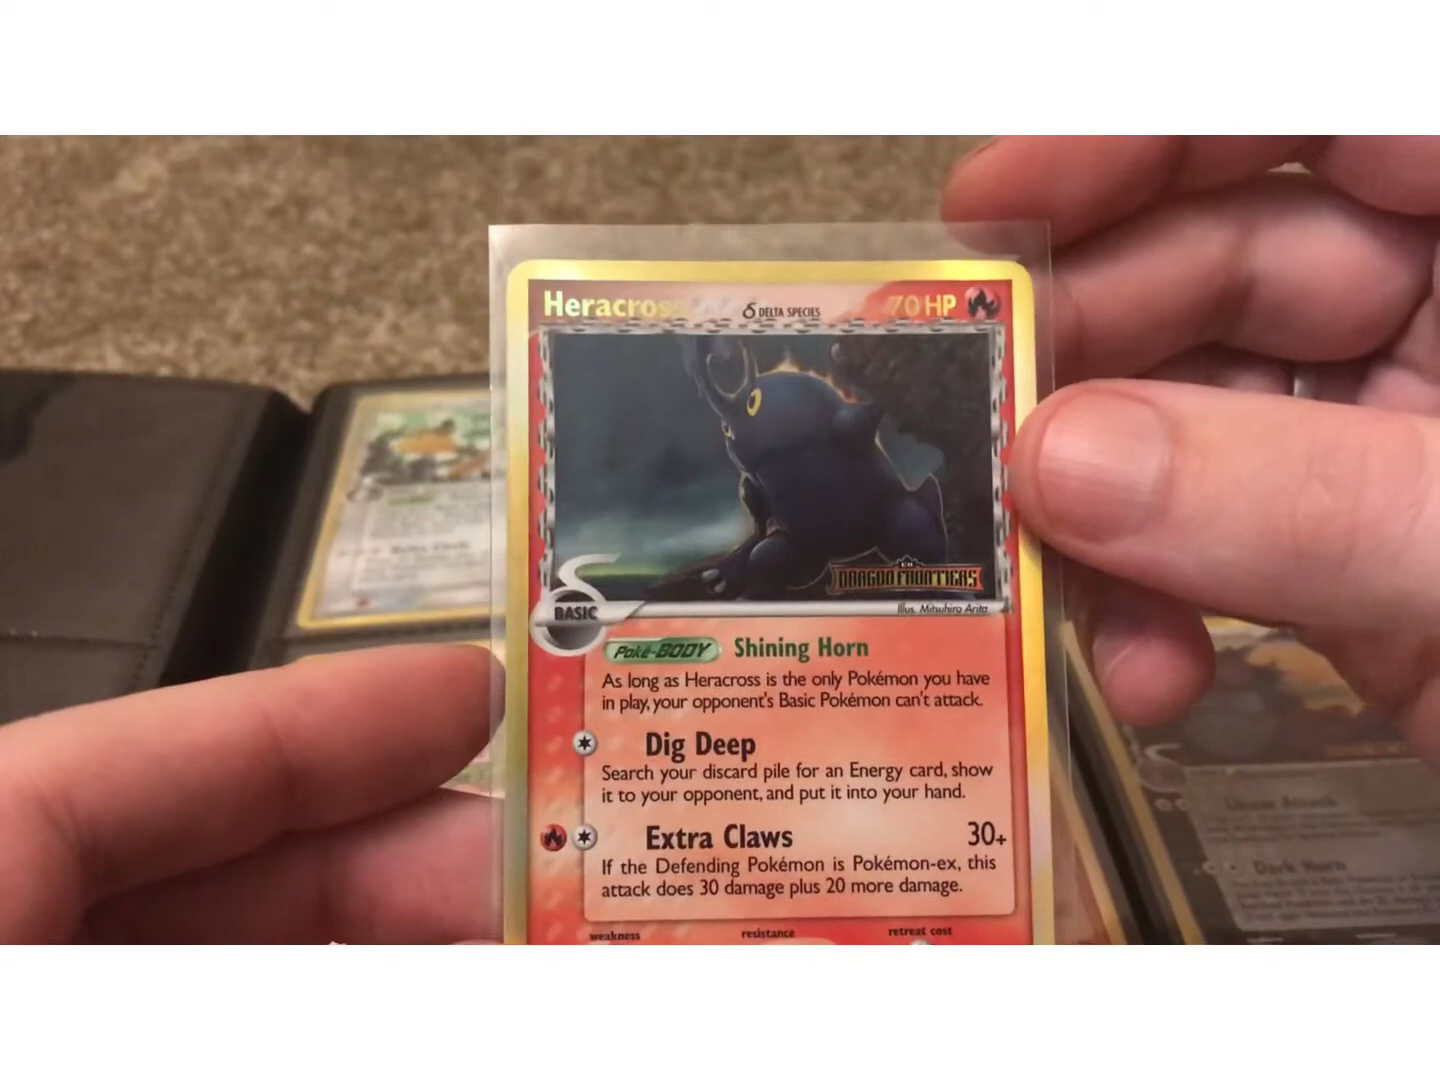 Heracross δ DELTA SPECIES 70 HP
EX
DRAGON FRONTIERS
Illus. Mitsuhiro Arita
δ
BASIC
Poké-BODY Shining Horn
As long as Heracross is the only Pokémon you have
in play, your opponent's Basic Pokémon can't attack.
Dig Deep
Search your discard pile for an Energy card, show
it to your opponent, and put it into your hand.
Extra Claws 30+
If the Defending Pokémon is Pokémon-ex, this
attack does 30 damage plus 20 more damage.
weakness resistance retreat cost
Dark Horn